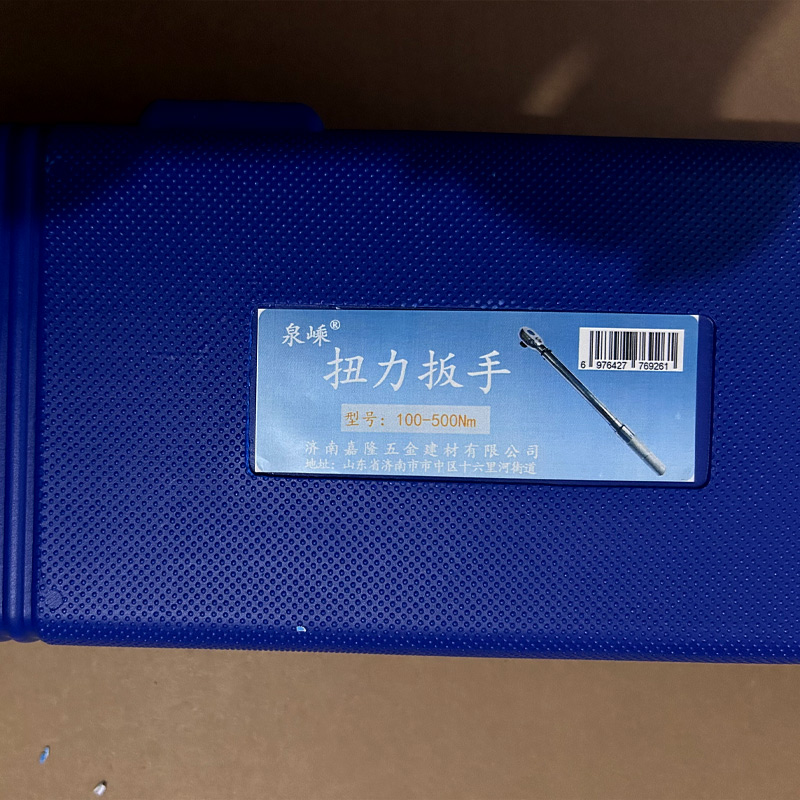 泉嵊®
扭力扳手
型号：100-500Nm
济南嘉隆五金建材有限公司
地址：山东省济南市市中区十六里河街道
6 976427 769261